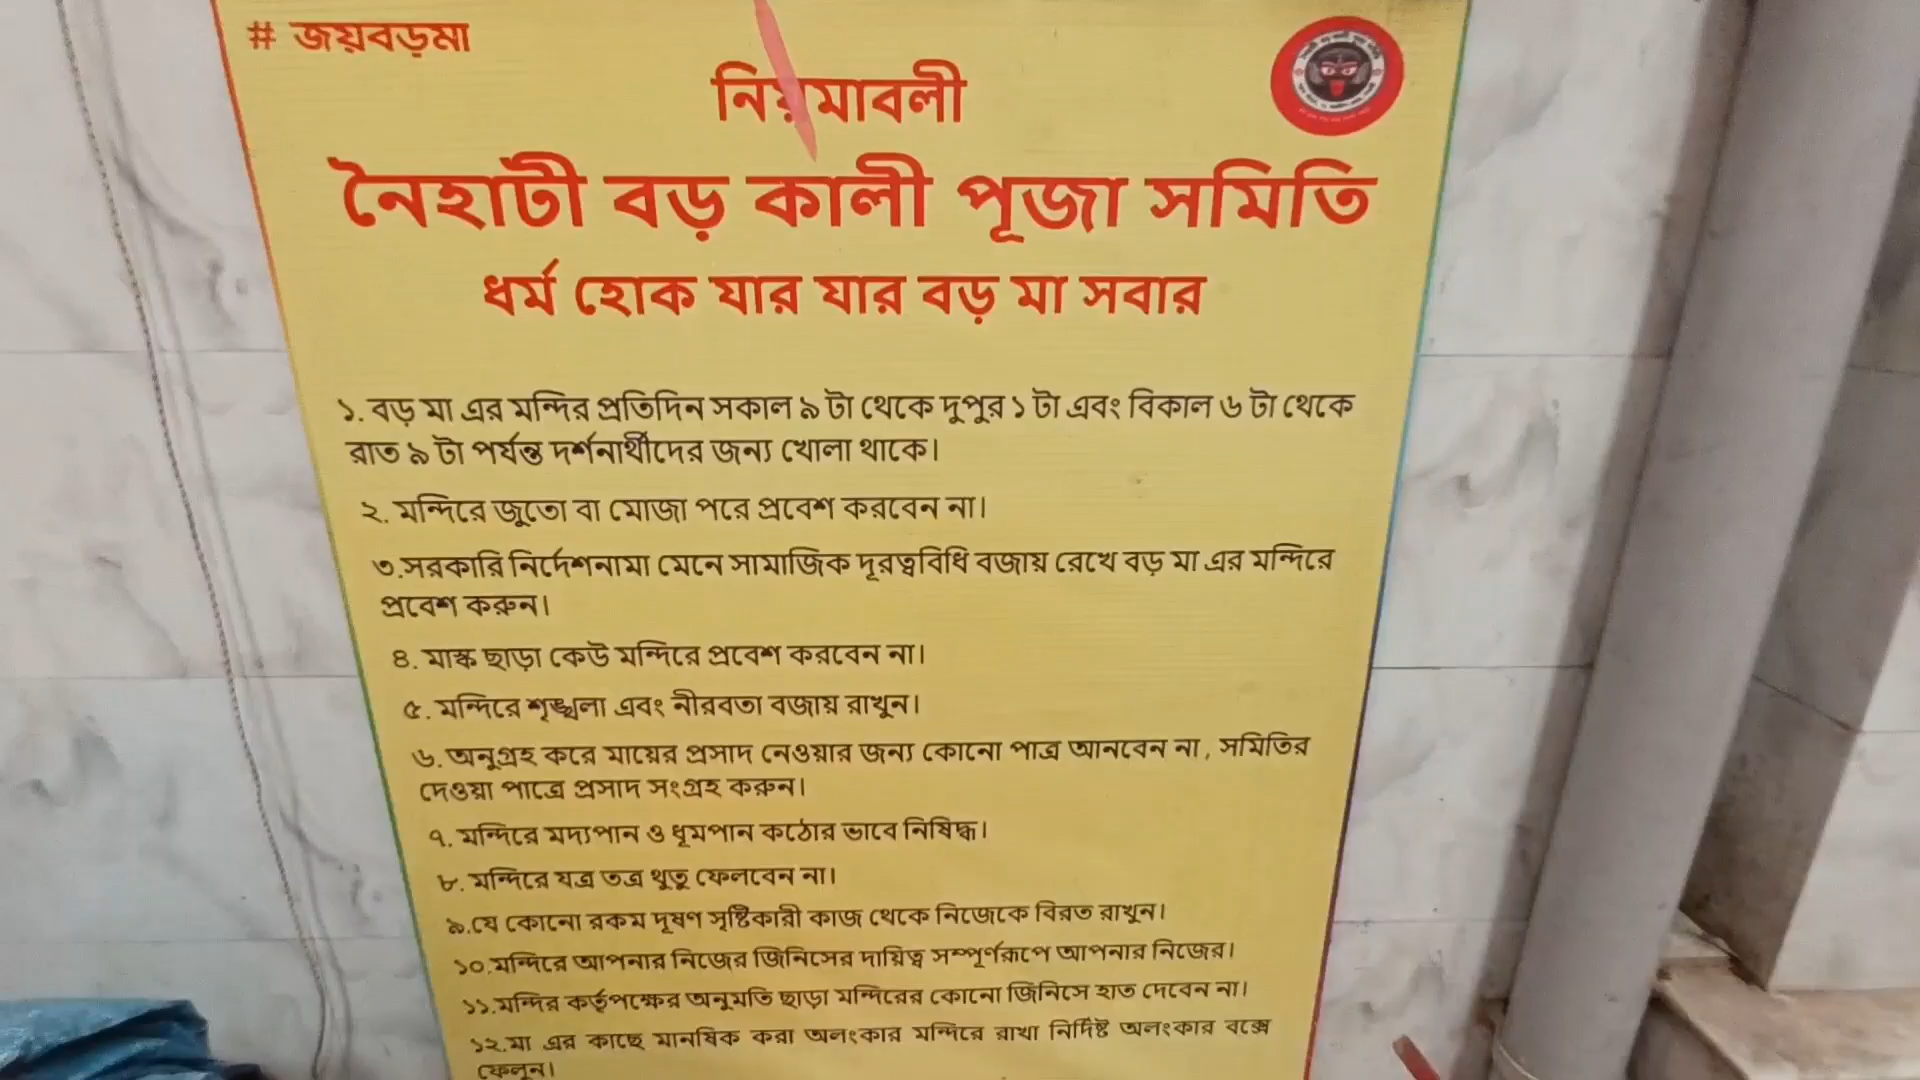 # জয়বড়মা
নিয়মাবলী
নৈহাটী বড় কালী পূজা সমিতি
ধর্ম হোক যার যার বড় মা সবার
১. বড় মা এর মন্দির প্রতিদিন সকাল ৯ টা থেকে দুপুর ১ টা এবং বিকাল ৬ টা থেকে
রাত ৯ টা পর্যন্ত দর্শনার্থীদের জন্য খোলা থাকে।
২. মন্দিরে জুতো বা মোজা পরে প্রবেশ করবেন না।
৩.সরকারি নির্দেশনামা মেনে সামাজিক দূরত্ববিধি বজায় রেখে বড় মা এর মন্দিরে
প্রবেশ করুন।
৪. মাস্ক ছাড়া কেউ মন্দিরে প্রবেশ করবেন না।
৫. মন্দিরে শৃঙ্খলা এবং নীরবতা বজায় রাখুন।
৬. অনুগ্রহ করে মায়ের প্রসাদ নেওয়ার জন্য কোনো পাত্র আনবেন না, সমিতির
দেওয়া পাত্রে প্রসাদ সংগ্রহ করুন।
৭. মন্দিরে মদ্যপান ও ধূমপান কঠোর ভাবে নিষিদ্ধ।
৮. মন্দিরে যত্র তত্র থুতু ফেলবেন না।
৯.যে কোনো রকম দূষণ সৃষ্টিকারী কাজ থেকে নিজেকে বিরত রাখুন।
১০.মন্দিরে আপনার নিজের জিনিসের দায়িত্ব সম্পূর্ণরূপে আপনার নিজের।
১১.মন্দির কর্তৃপক্ষের অনুমতি ছাড়া মন্দিরের কোনো জিনিসে হাত দেবেন না।
১২.মা এর কাছে মানষিক করা অলংকার মন্দিরে রাখা নির্দিষ্ট অলংকার বক্সে
ফেলুন।